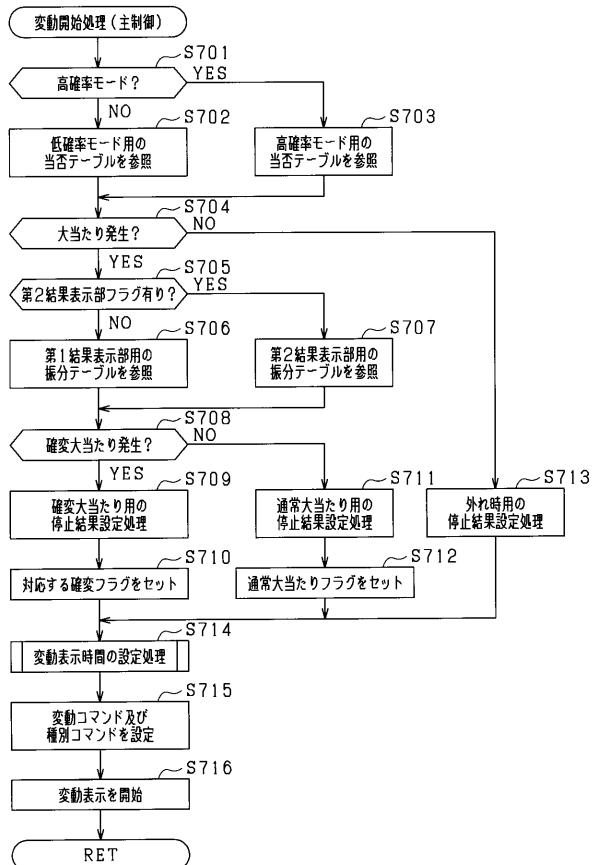 変動開始処理(主制御)
S701
高確率モード?
YES
NO
S702
低確率モード用の
当否テーブルを参照
S703
高確率モード用の
当否テーブルを参照
S704
大当たり発生?
NO
YES
S705
第2結果表示部フラグ有り?
YES
NO
S706
第1結果表示部用の
振分テーブルを参照
S707
第2結果表示部用の
振分テーブルを参照
S708
確変大当たり発生?
NO
YES
S709
確変大当たり用の
停止結果設定処理
S711
通常大当たり用の
停止結果設定処理
S713
外れ時用の
停止結果設定処理
S710
対応する確変フラグをセット
S712
通常大当たりフラグをセット
S714
変動表示時間の設定処理
S715
変動コマンド及び
種別コマンドを設定
S716
変動表示を開始
RET